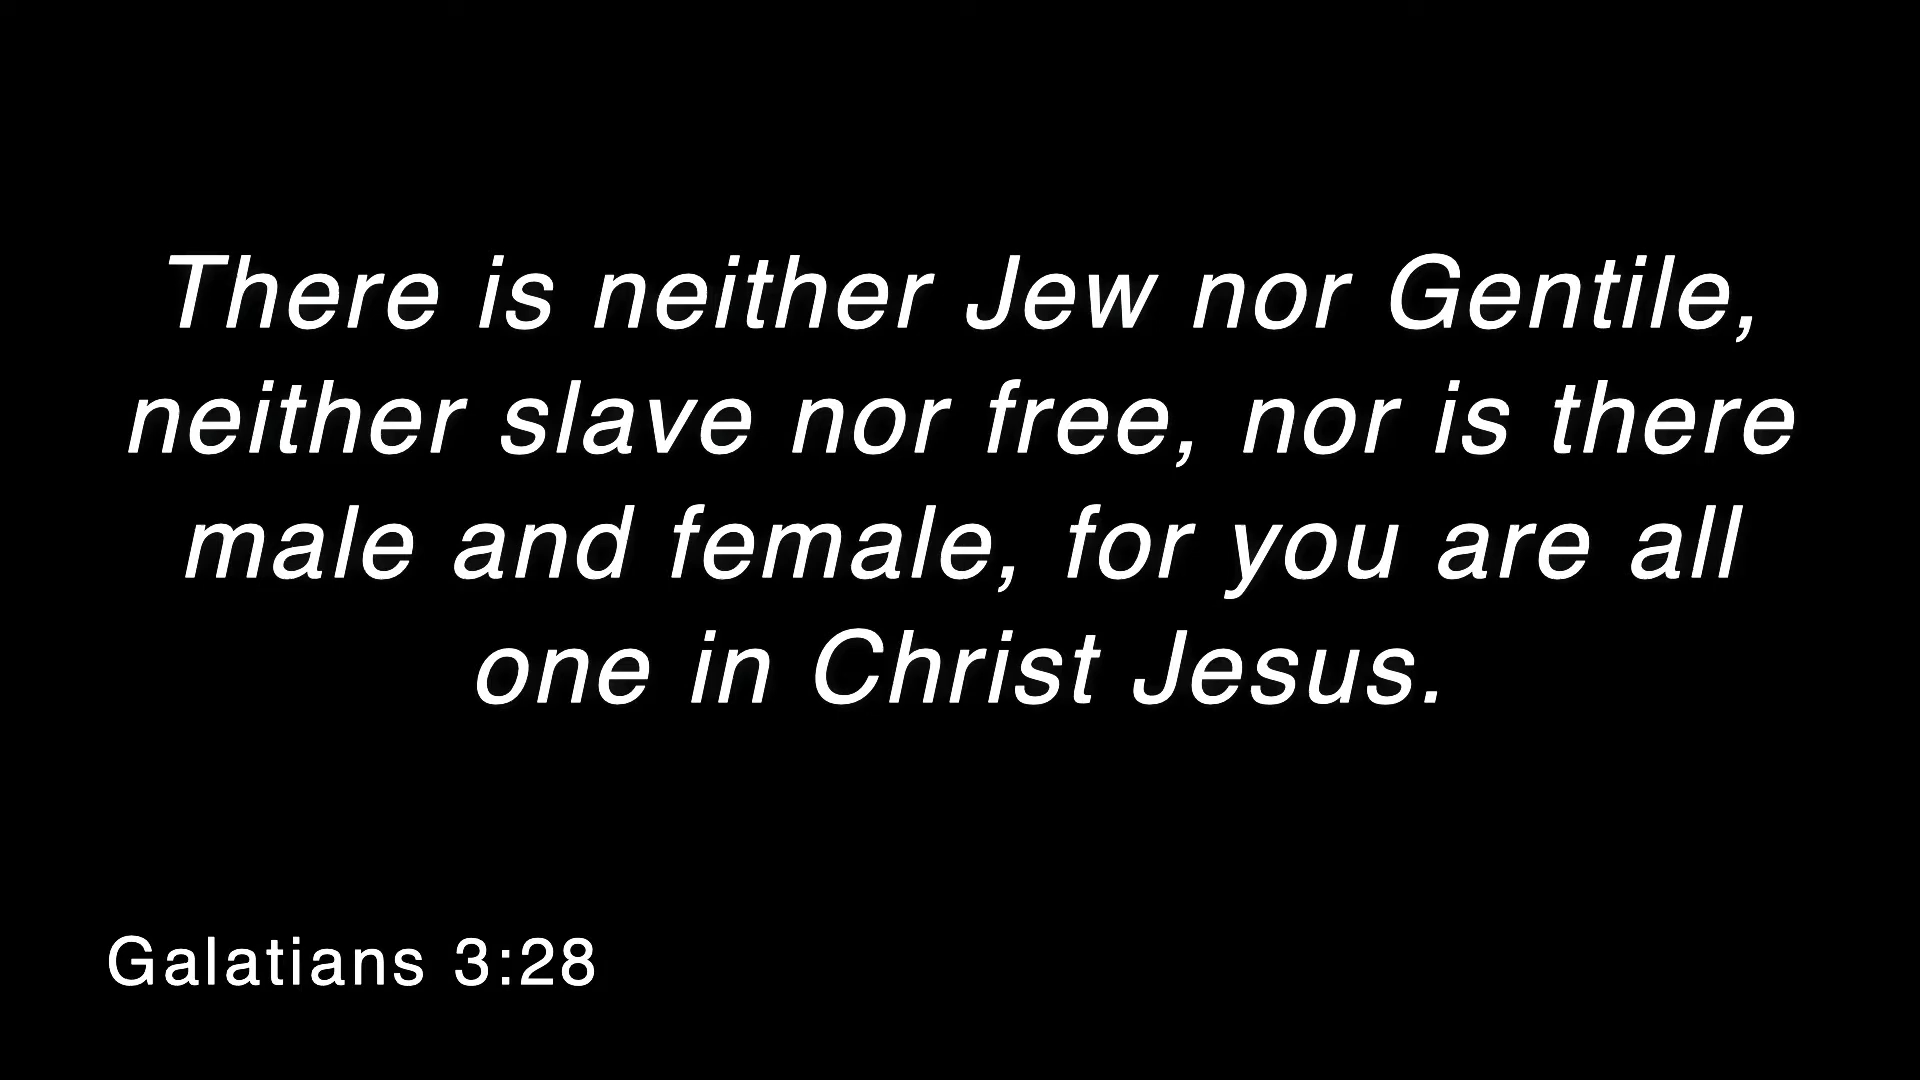 There is neither Jew nor Gentile,
neither slave nor free, nor is there
male and female, for you are all
one in Christ Jesus.
Galatians 3:28